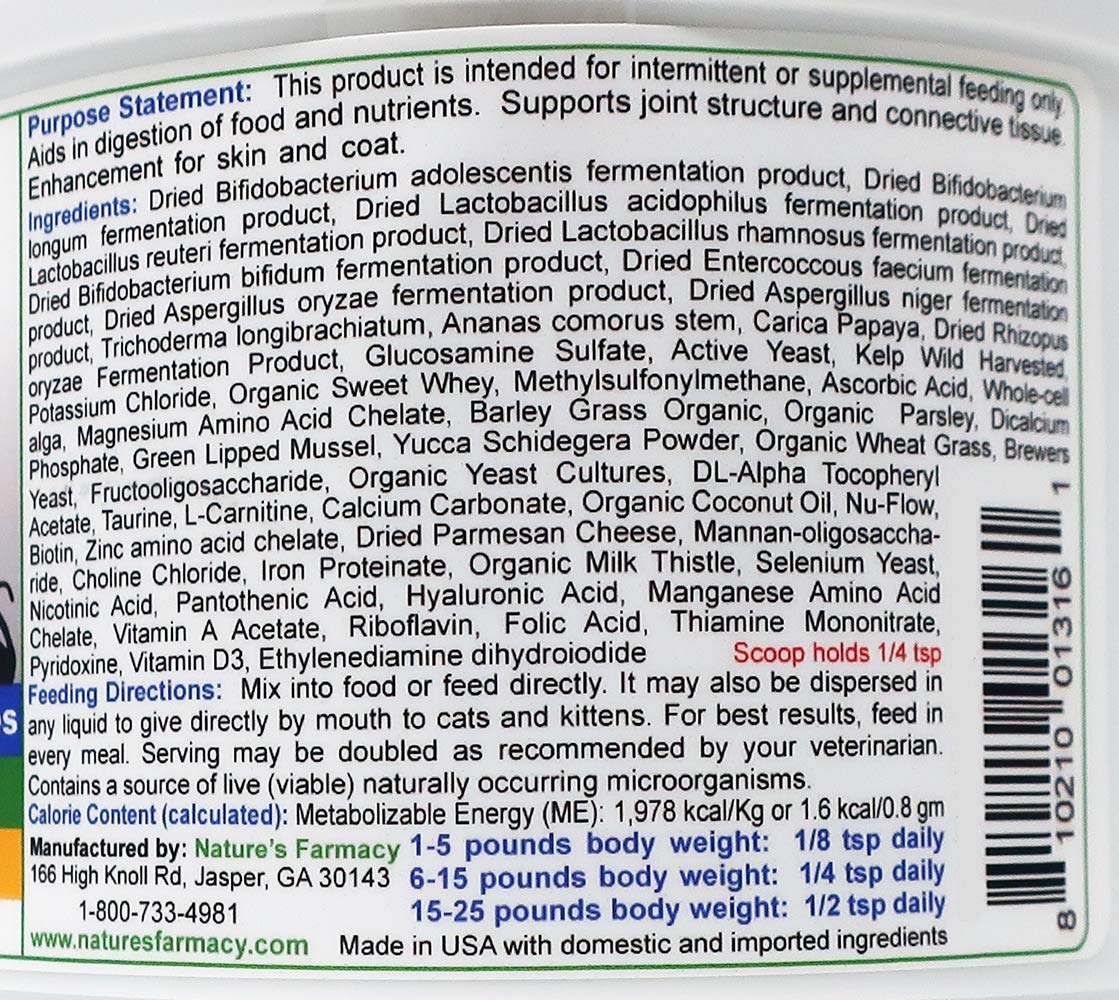 Purpose Statement: This product is intended for intermittent or supplemental feeding only.
Aids in digestion of food and nutrients. Supports joint structure and connective tissue.
Enhancement for skin and coat.
Ingredients: Dried Bifidobacterium adolescentis fermentation product, Dried Bifidobacterium
longum fermentation product, Dried Lactobacillus acidophilus fermentation product, Dried
Lactobacillus reuteri fermentation product, Dried Lactobacillus rhamnosus fermentation product,
Dried Bifidobacterium bifidum fermentation product, Dried Entercoccous faecium fermentation
product, Dried Aspergillus oryzae fermentation product, Dried Aspergillus niger fermentation
product, Trichoderma longibrachiatum, Ananas comorus stem, Carica Papaya, Dried Rhizopus
oryzae Fermentation Product, Glucosamine Sulfate, Active Yeast, Kelp Wild Harvested,
Potassium Chloride, Organic Sweet Whey, Methylsulfonylmethane, Ascorbic Acid, Whole-cell
alga, Magnesium Amino Acid Chelate, Barley Grass Organic, Organic Parsley, Dicalcium
Phosphate, Green Lipped Mussel, Yucca Schidegera Powder, Organic Wheat Grass, Brewers
Yeast, Fructooligosaccharide, Organic Yeast Cultures, DL-Alpha Tocopheryl
Acetate, Taurine, L-Carnitine, Calcium Carbonate, Organic Coconut Oil, Nu-Flow,
Biotin, Zinc amino acid chelate, Dried Parmesan Cheese, Mannan-oligosaccha-
ride, Choline Chloride, Iron Proteinate, Organic Milk Thistle, Selenium Yeast,
Nicotinic Acid, Pantothenic Acid, Hyaluronic Acid, Manganese Amino Acid
Chelate, Vitamin A Acetate, Riboflavin, Folic Acid, Thiamine Mononitrate,
Pyridoxine, Vitamin D3, Ethylenediamine dihydroiodide Scoop holds 1/4 tsp
Feeding Directions: Mix into food or feed directly. It may also be dispersed in
any liquid to give directly by mouth to cats and kittens. For best results, feed in
every meal. Serving may be doubled as recommended by your veterinarian.
Contains a source of live (viable) naturally occurring microorganisms.
Calorie Content (calculated): Metabolizable Energy (ME): 1,978 kcal/Kg or 1.6 kcal/0.8 gm
Manufactured by: Nature's Farmacy
166 High Knoll Rd, Jasper, GA 30143
1-800-733-4981
www.naturesfarmacy.com
1-5 pounds body weight: 1/8 tsp daily
6-15 pounds body weight: 1/4 tsp daily
15-25 pounds body weight: 1/2 tsp daily
Made in USA with domestic and imported ingredients
8 10210 01316 1